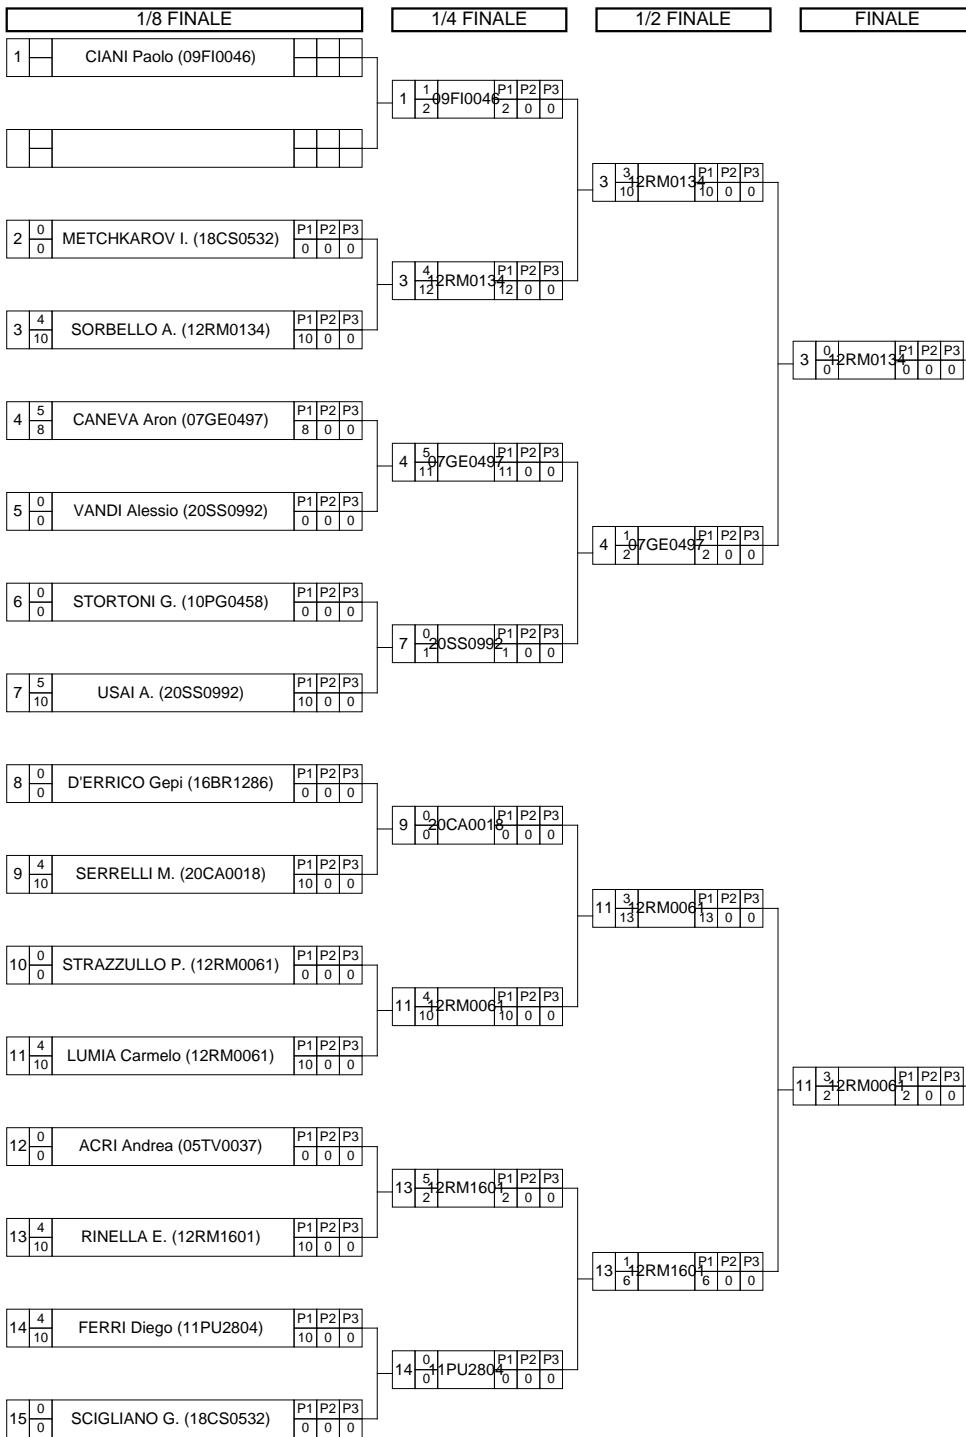 1/8 FINALE 1/4 FINALE 1/2 FINALE FINALE
1 CIANI Paolo (09FI0046)
1 1 09FI0046 P1 P2 P3
2 2 0 0
3 3 12RM0134 P1 P2 P3
10 10 0 0
2 0 METCHKAROV I. (18CS0532) P1 P2 P3
0 0 0 0
3 4 12RM0134 P1 P2 P3
12 12 0 0
3 4 SORBELLO A. (12RM0134) P1 P2 P3
10 10 0 0
3 0 12RM0134 P1 P2 P3
0 0 0 0
4 5 CANEVA Aron (07GE0497) P1 P2 P3
8 8 0 0
4 5 07GE0497 P1 P2 P3
11 11 0 0
5 0 VANDI Alessio (20SS0992) P1 P2 P3
0 0 0 0
4 1 07GE0497 P1 P2 P3
2 2 0 0
6 0 STORTONI G. (10PG0458) P1 P2 P3
0 0 0 0
7 0 20SS0992 P1 P2 P3
1 1 0 0
7 5 USAI A. (20SS0992) P1 P2 P3
10 10 0 0
8 0 D'ERRICO Gepi (16BR1286) P1 P2 P3
0 0 0 0
9 0 20CA0018 P1 P2 P3
0 0 0 0
9 4 SERRELLI M. (20CA0018) P1 P2 P3
10 10 0 0
11 3 12RM0061 P1 P2 P3
13 13 0 0
10 0 STRAZZULLO P. (12RM0061) P1 P2 P3
0 0 0 0
11 4 12RM0061 P1 P2 P3
10 10 0 0
11 4 LUMIA Carmelo (12RM0061) P1 P2 P3
10 10 0 0
11 3 12RM0061 P1 P2 P3
2 2 0 0
12 0 ACRI Andrea (05TV0037) P1 P2 P3
0 0 0 0
13 5 12RM1601 P1 P2 P3
2 2 0 0
13 4 RINELLA E. (12RM1601) P1 P2 P3
10 10 0 0
13 1 12RM1601 P1 P2 P3
6 6 0 0
14 4 FERRI Diego (11PU2804) P1 P2 P3
10 10 0 0
14 0 11PU2804 P1 P2 P3
0 0 0 0
15 0 SCIGLIANO G. (18CS0532) P1 P2 P3
0 0 0 0